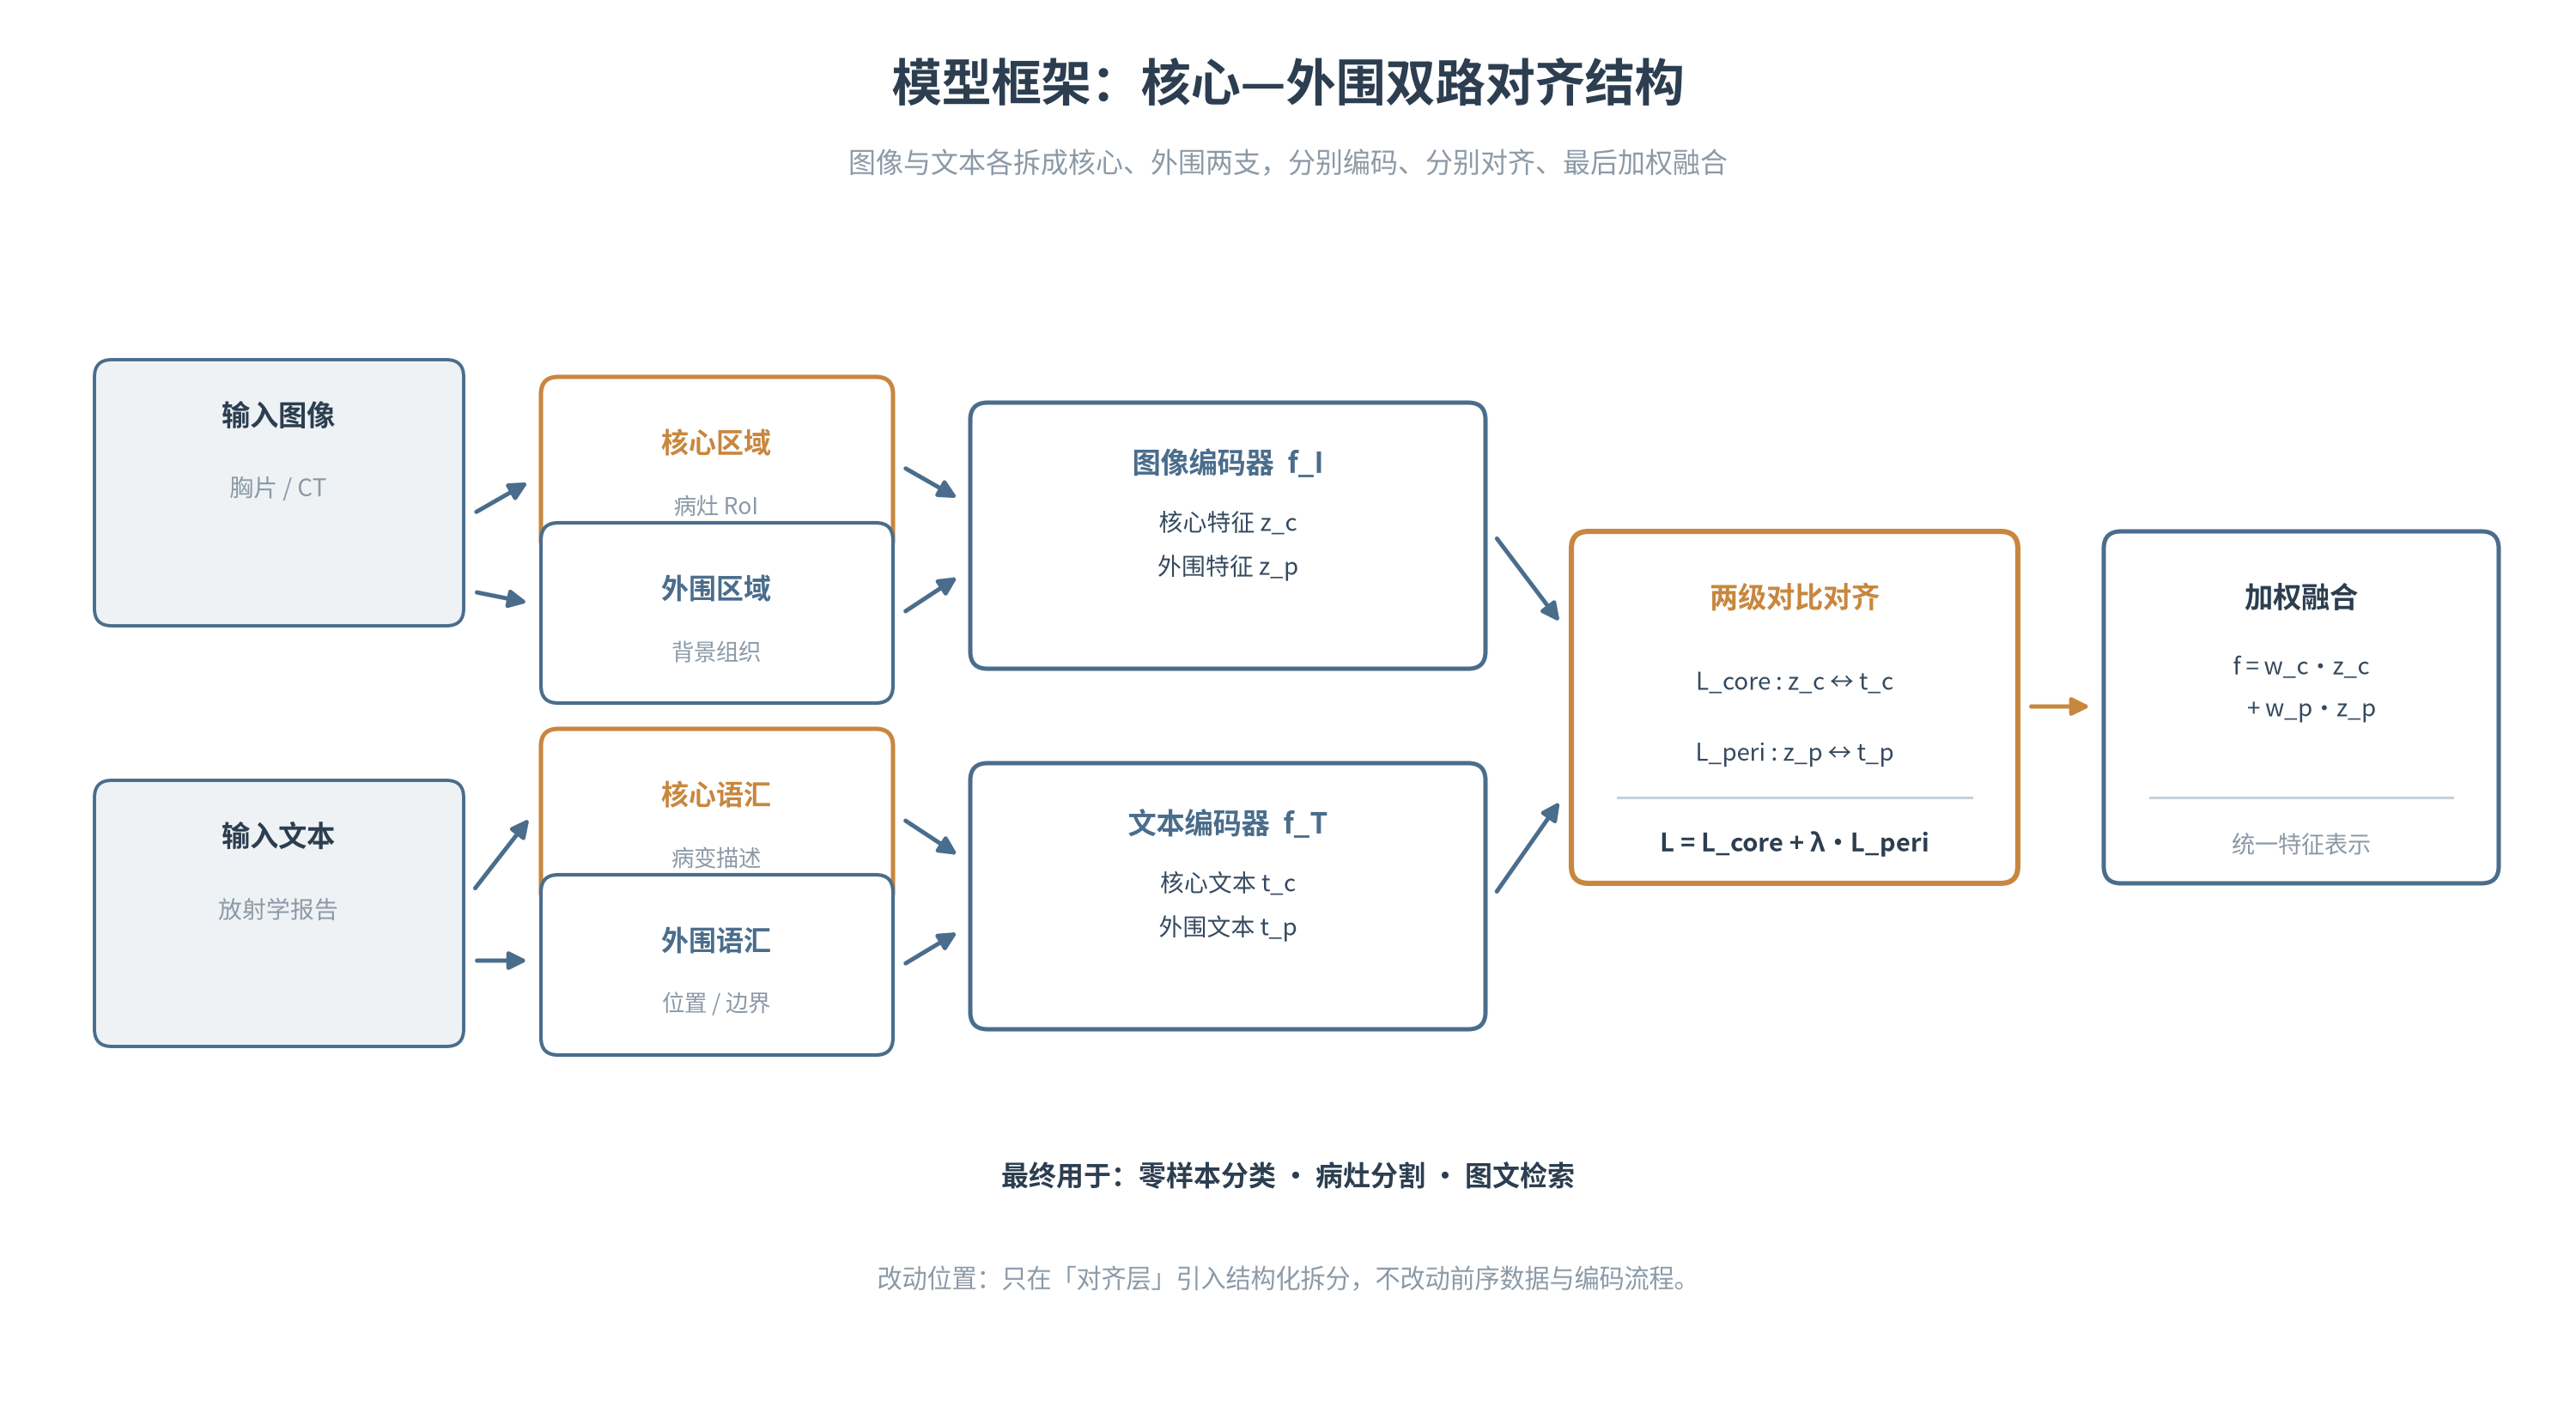 模型框架：核心—外围双路对齐结构
图像与文本各拆成核心、外围两支，分别编码、分别对齐、最后加权融合
输入图像
胸片 / CT
核心区域
病灶 RoI
外围区域
背景组织
图像编码器 f_I
核心特征 z_c
外围特征 z_p
输入文本
放射学报告
核心语汇
病变描述
外围语汇
位置 / 边界
文本编码器 f_T
核心文本 t_c
外围文本 t_p
两级对比对齐
L_core : z_c ↔ t_c
L_peri : z_p ↔ t_p
L = L_core + λ · L_peri
加权融合
f = w_c · z_c
+ w_p · z_p
统一特征表示
最终用于：零样本分类 · 病灶分割 · 图文检索
改动位置：只在「对齐层」引入结构化拆分，不改动前序数据与编码流程。